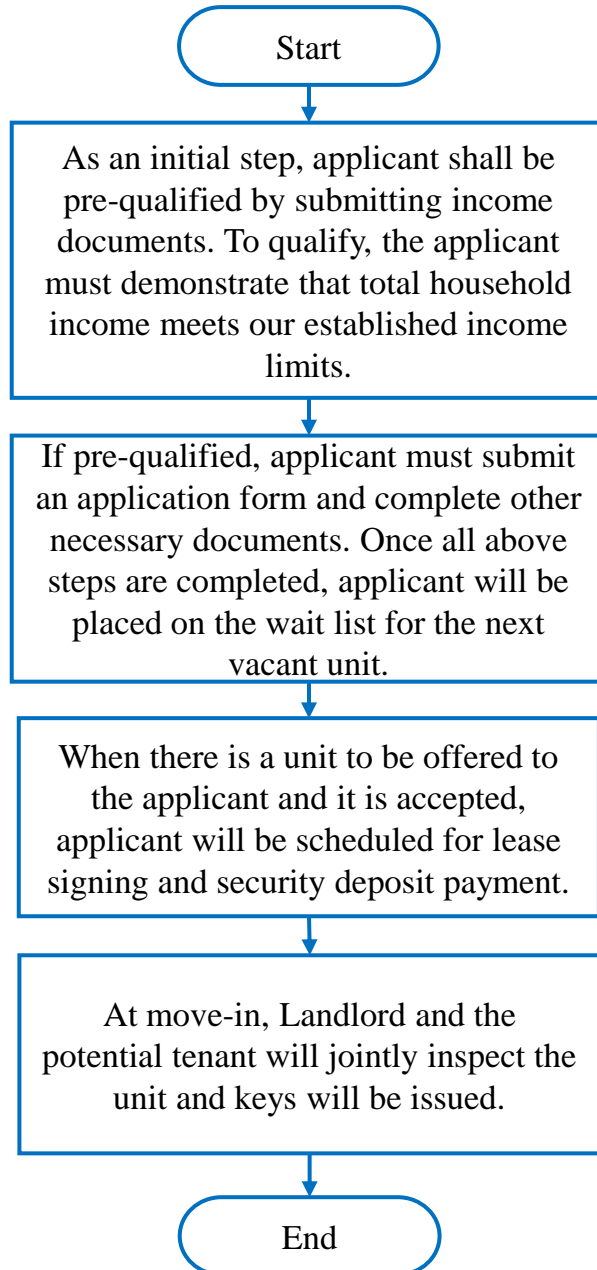 Start
As an initial step, applicant shall be
pre-qualified by submitting income
documents. To qualify, the applicant
must demonstrate that total household
income meets our established income
limits.
If pre-qualified, applicant must submit
an application form and complete other
necessary documents. Once all above
steps are completed, applicant will be
placed on the wait list for the next
vacant unit.
When there is a unit to be offered to
the applicant and it is accepted,
applicant will be scheduled for lease
signing and security deposit payment.
At move-in, Landlord and the
potential tenant will jointly inspect the
unit and keys will be issued.
End